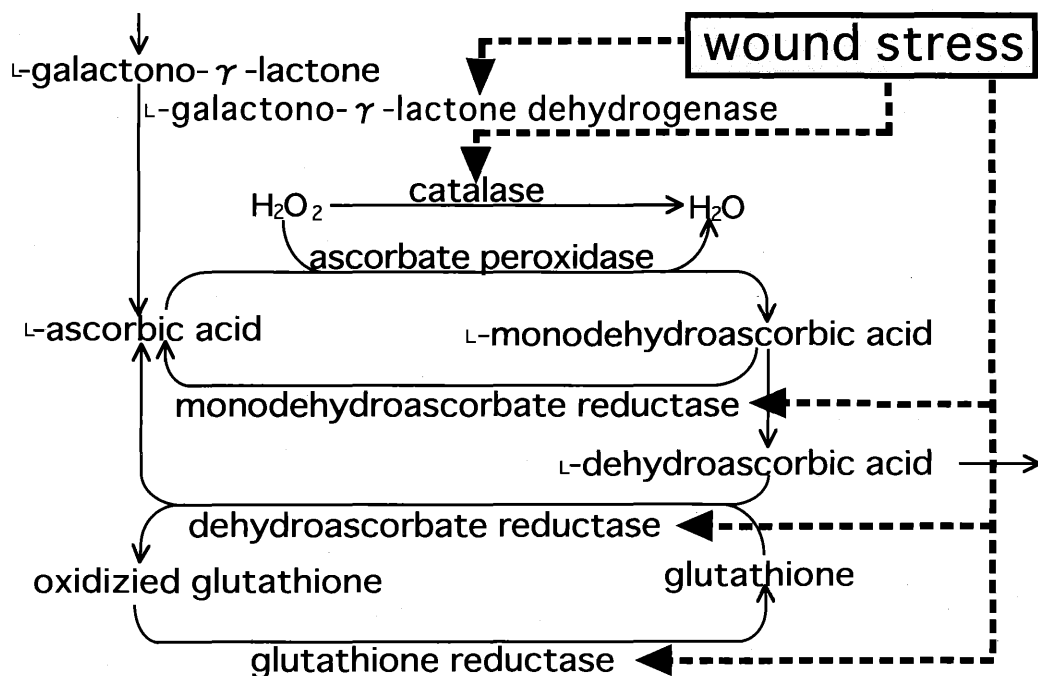 wound stress
L-galactono-γ-lactone
L-galactono-γ-lactone dehydrogenase
catalase
H₂O₂
H₂O
ascorbate peroxidase
L-ascorbic acid
L-monodehydroascorbic acid
monodehydroascorbate reductase
L-dehydroascorbic acid
dehydroascorbate reductase
oxidizied glutathione
glutathione
glutathione reductase